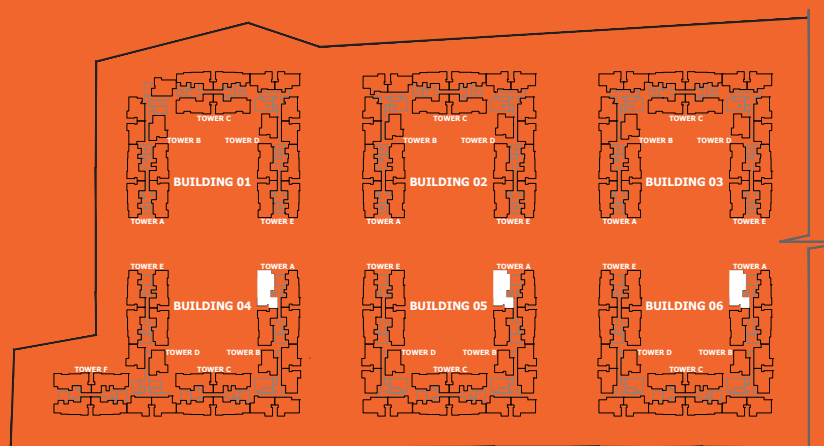 TOWER C TOWER C TOWER C
TOWER B TOWER D TOWER B TOWER D TOWER B TOWER D
BUILDING 01 BUILDING 02 BUILDING 03
TOWER A TOWER E TOWER A TOWER E TOWER A TOWER E
TOWER E TOWER A TOWER E TOWER A TOWER E TOWER A
BUILDING 04 BUILDING 05 BUILDING 06
TOWER D TOWER B TOWER D TOWER B TOWER D TOWER B
TOWER F TOWER C TOWER C TOWER C